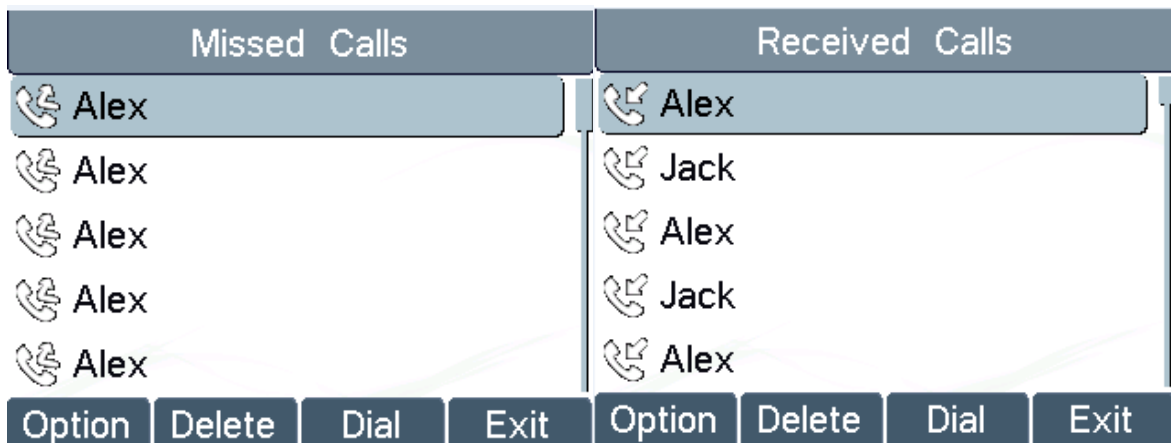 Missed Calls
Alex
Alex
Alex
Alex
Alex
Option Delete Dial Exit
Received Calls
Alex
Jack
Alex
Jack
Alex
Option Delete Dial Exit